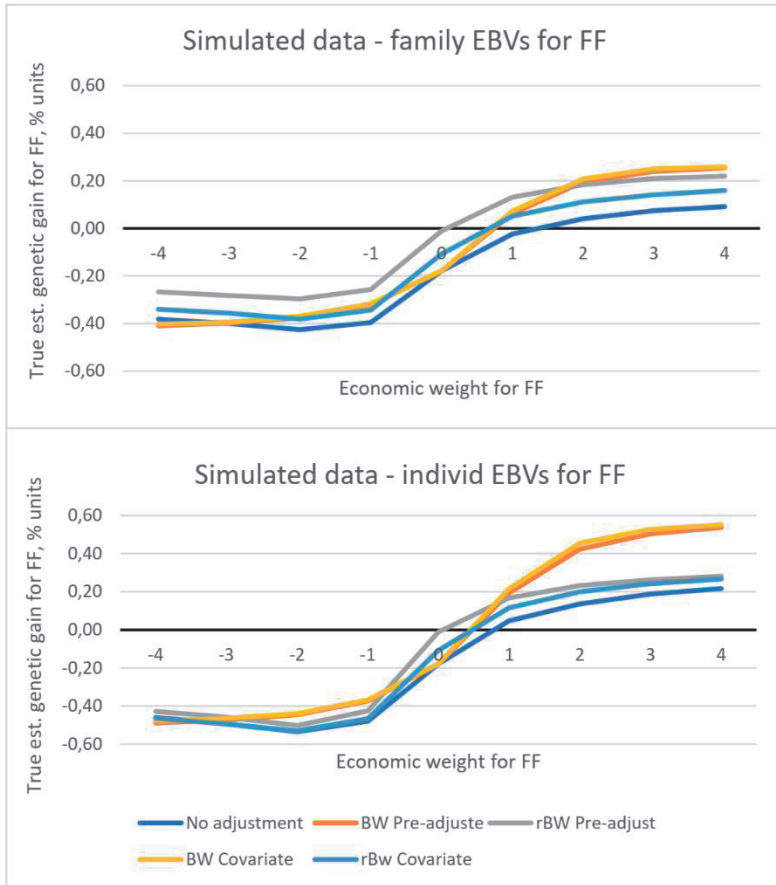 Simulated data - family EBVs for FF
True est. genetic gain for FF, % units
0,60
0,40
0,20
0,00
-0,20
-0,40
-0,60
-4 -3 -2 -1 0 1 2 3 4
Economic weight for FF
Simulated data - individ EBVs for FF
True est. genetic gain for FF, % units
0,60
0,40
0,20
0,00
-0,20
-0,40
-0,60
-4 -3 -2 -1 0 1 2 3 4
Economic weight for FF
No adjustment BW Pre-adjuste rBW Pre-adjust
BW Covariate rBw Covariate